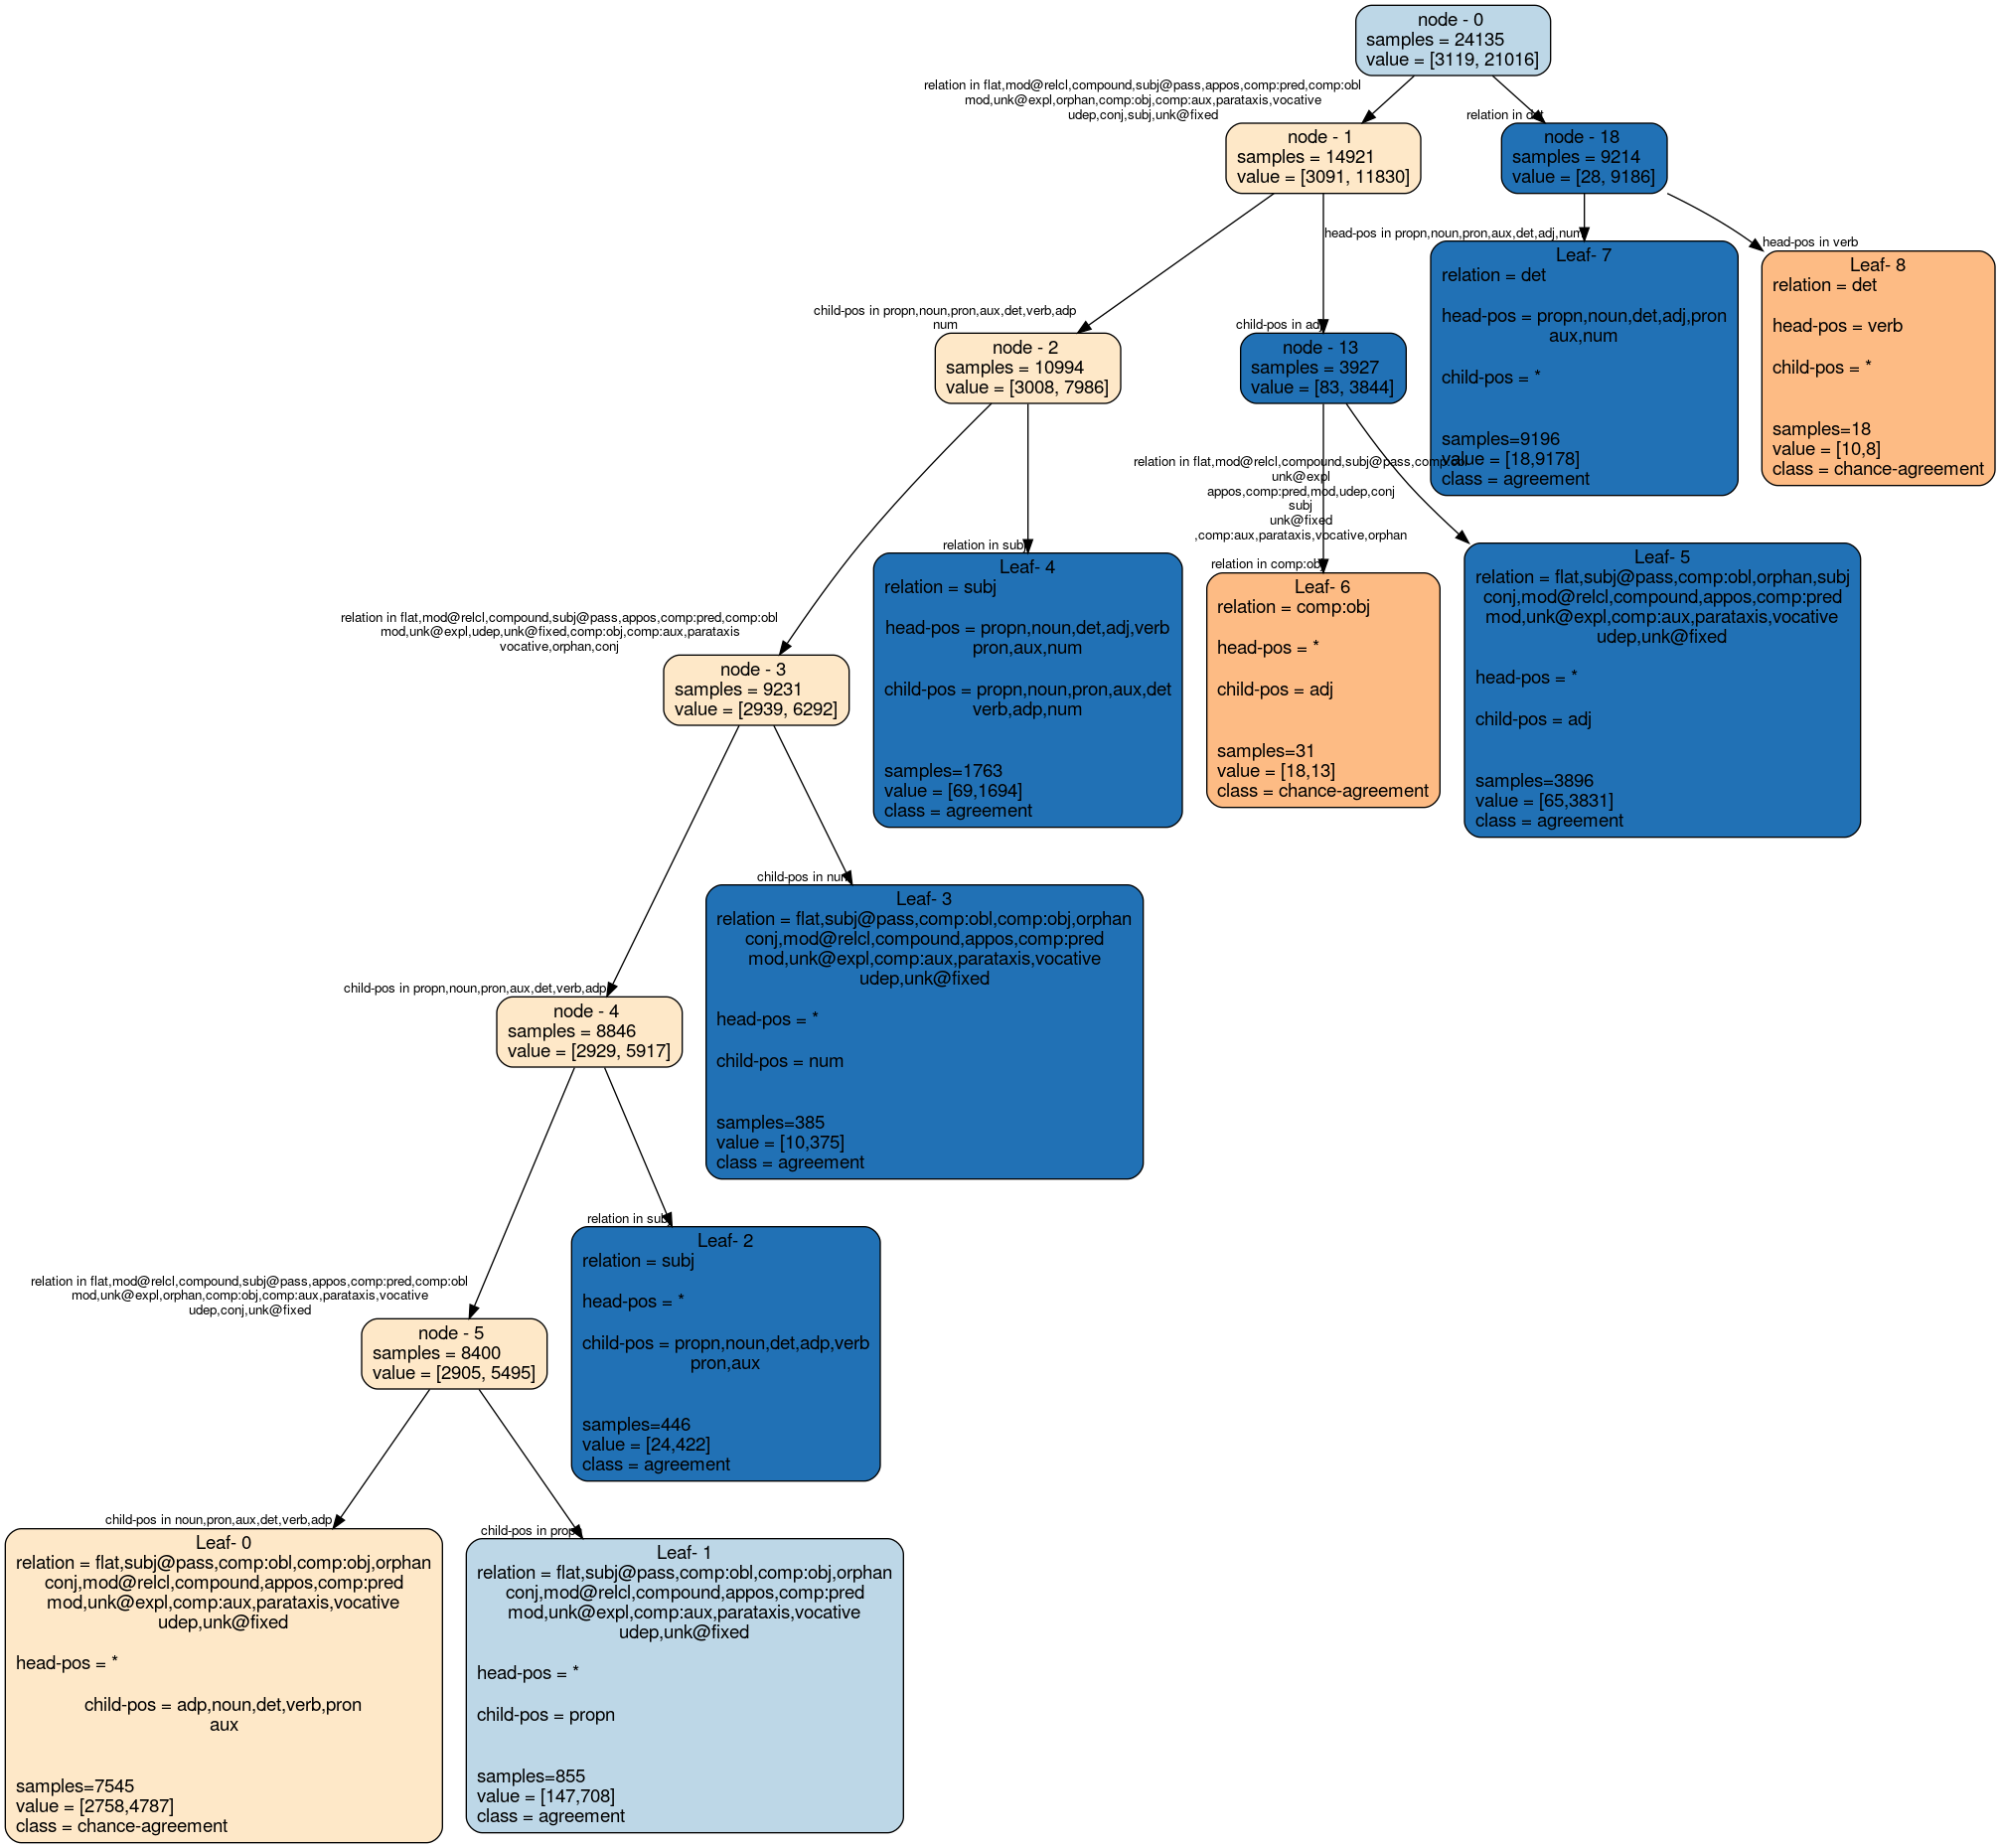 node - 0
samples = 24135
value = [3119, 21016]
relation in flat,mod@relcl,compound,subj@pass,appos,comp:pred,comp:obl
mod,unk@expl,orphan,comp:obj,comp:aux,parataxis,vocative
udep,conj,subj,unk@fixed
relation in det
node - 1
samples = 14921
value = [3091, 11830]
node - 18
samples = 9214
value = [28, 9186]
head-pos in propn,noun,pron,aux,det,adj,num
head-pos in verb
Leaf- 7
relation = det
head-pos = propn,noun,det,adj,pron
aux,num
child-pos = *
samples=9196
value = [18,9178]
class = agreement
Leaf- 8
relation = det
head-pos = verb
child-pos = *
samples=18
value = [10,8]
class = chance-agreement
child-pos in propn,noun,pron,aux,det,verb,adp
num
child-pos in adj
node - 2
samples = 10994
value = [3008, 7986]
node - 13
samples = 3927
value = [83, 3844]
relation in flat,mod@relcl,compound,subj@pass,comp:obl
unk@expl
appos,comp:pred,mod,udep,conj
subj
unk@fixed
,comp:aux,parataxis,vocative,orphan
relation in subj
relation in comp:obj
Leaf- 4
relation = subj
head-pos = propn,noun,det,adj,verb
pron,aux,num
child-pos = propn,noun,pron,aux,det
verb,adp,num
samples=1763
value = [69,1694]
class = agreement
Leaf- 6
relation = comp:obj
head-pos = *
child-pos = adj
samples=31
value = [18,13]
class = chance-agreement
Leaf- 5
relation = flat,subj@pass,comp:obl,orphan,subj
conj,mod@relcl,compound,appos,comp:pred
mod,unk@expl,comp:aux,parataxis,vocative
udep,unk@fixed
head-pos = *
child-pos = adj
samples=3896
value = [65,3831]
class = agreement
relation in flat,mod@relcl,compound,subj@pass,appos,comp:pred,comp:obl
mod,unk@expl,udep,unk@fixed,comp:obj,comp:aux,parataxis
vocative,orphan,conj
node - 3
samples = 9231
value = [2939, 6292]
child-pos in num
Leaf- 3
relation = flat,subj@pass,comp:obl,comp:obj,orphan
conj,mod@relcl,compound,appos,comp:pred
mod,unk@expl,comp:aux,parataxis,vocative
udep,unk@fixed
head-pos = *
child-pos = num
samples=385
value = [10,375]
class = agreement
child-pos in propn,noun,pron,aux,det,verb,adp
node - 4
samples = 8846
value = [2929, 5917]
relation in subj
Leaf- 2
relation = subj
head-pos = *
child-pos = propn,noun,det,adp,verb
pron,aux
samples=446
value = [24,422]
class = agreement
relation in flat,mod@relcl,compound,subj@pass,appos,comp:pred,comp:obl
mod,unk@expl,orphan,comp:obj,comp:aux,parataxis,vocative
udep,conj,unk@fixed
node - 5
samples = 8400
value = [2905, 5495]
child-pos in noun,pron,aux,det,verb,adp
child-pos in propn
Leaf- 0
relation = flat,subj@pass,comp:obl,comp:obj,orphan
conj,mod@relcl,compound,appos,comp:pred
mod,unk@expl,comp:aux,parataxis,vocative
udep,unk@fixed
head-pos = *
child-pos = adp,noun,det,verb,pron
aux
samples=7545
value = [2758,4787]
class = chance-agreement
Leaf- 1
relation = flat,subj@pass,comp:obl,comp:obj,orphan
conj,mod@relcl,compound,appos,comp:pred
mod,unk@expl,comp:aux,parataxis,vocative
udep,unk@fixed
head-pos = *
child-pos = propn
samples=855
value = [147,708]
class = agreement